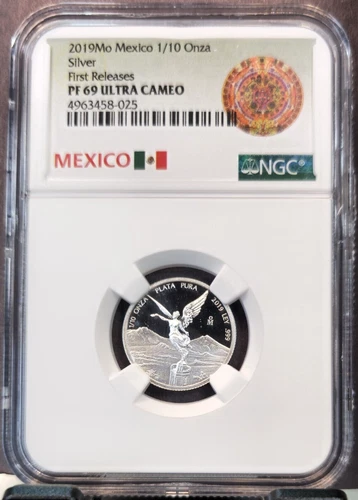 2019Mo Mexico 1/10 Onza
Silver
First Releases
PF 69 ULTRA CAMEO
4963458-025
MEXICO
NGC
1/10 ONZA PLATA PURA 2019 LEY .999